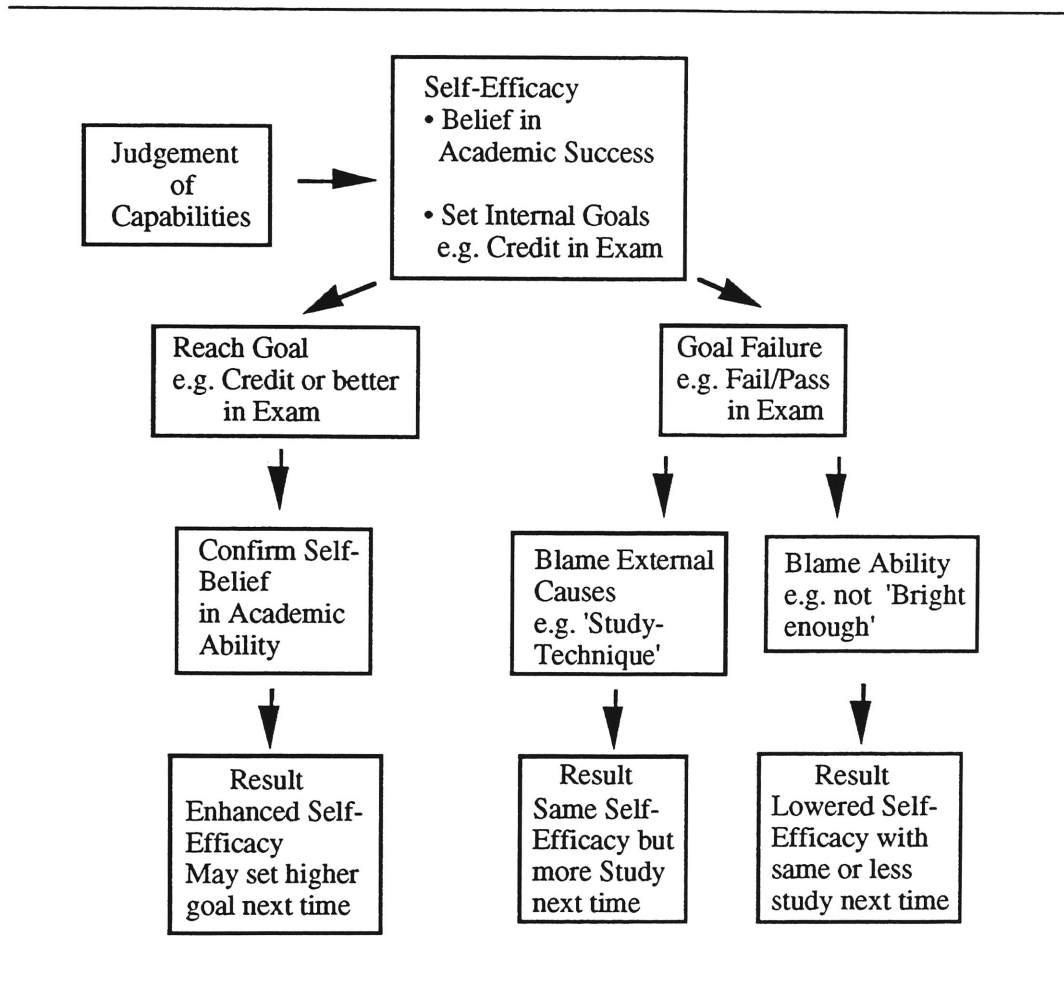 Self-Efficacy
• Belief in
Academic Success
• Set Internal Goals
e.g. Credit in Exam
Judgement
of
Capabilities
Reach Goal
e.g. Credit or better
in Exam
Goal Failure
e.g. Fail/Pass
in Exam
Confirm Self-
Belief
in Academic
Ability
Blame External
Causes
e.g. 'Study-
Technique'
Blame Ability
e.g. not 'Bright
enough'
Result
Enhanced Self-
Efficacy
May set higher
goal next time
Result
Same Self-
Efficacy but
more Study
next time
Result
Lowered Self-
Efficacy with
same or less
study next time